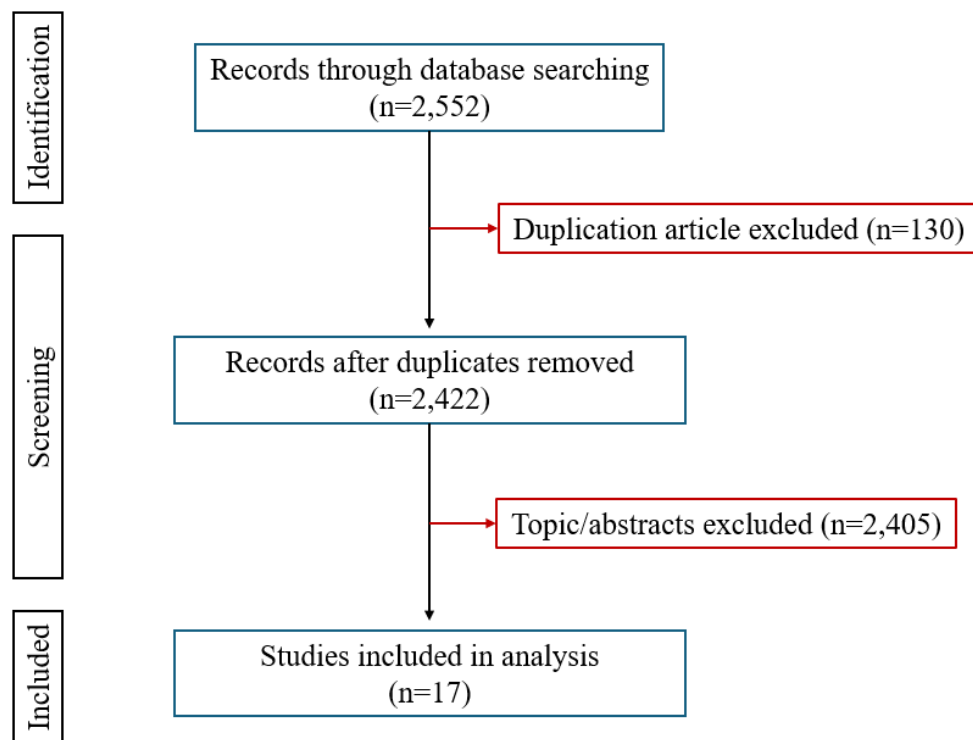 Identification
Records through database searching
(n=2,552)
Duplication article excluded (n=130)
Screening
Records after duplicates removed
(n=2,422)
Topic/abstracts excluded (n=2,405)
Included
Studies included in analysis
(n=17)